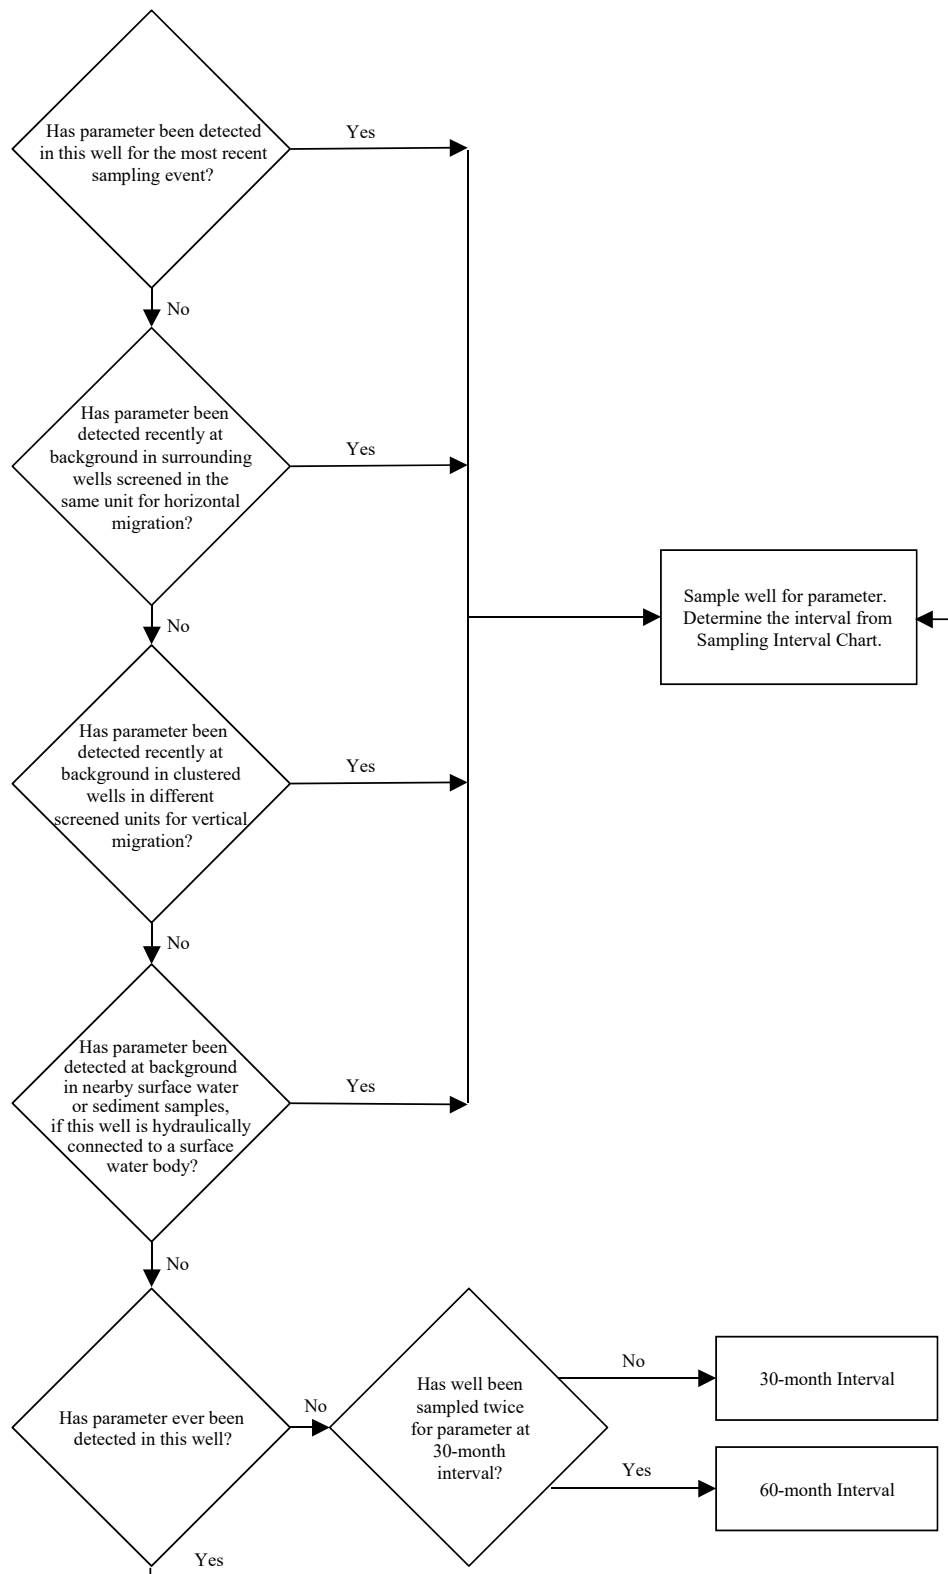 Has parameter been detected
in this well for the most recent
sampling event?
Yes
No
Has parameter been
detected recently at
background in surrounding
wells screened in the
same unit for horizontal
migration?
Yes
Sample well for parameter.
Determine the interval from
Sampling Interval Chart.
No
Has parameter been
detected recently at
background in clustered
wells in different
screened units for vertical
migration?
Yes
No
Has parameter been
detected at background
in nearby surface water
or sediment samples,
if this well is hydraulically
connected to a surface
water body?
Yes
No
Has parameter ever been
detected in this well?
No
Has well been
sampled twice
for parameter at
30-month
interval?
No
30-month Interval
Yes
60-month Interval
Yes